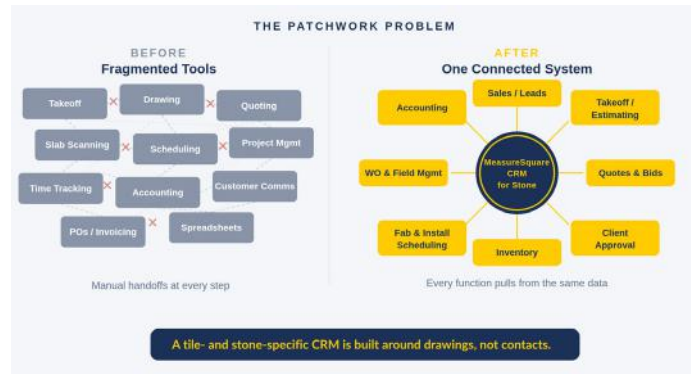 THE PATCHWORK PROBLEM
BEFORE
Fragmented Tools
Takeoff
Drawing
Quoting
Slab Scanning
Scheduling
Project Mgmt
Time Tracking
Accounting
Customer Comms
POs / Invoicing
Spreadsheets
Manual handoffs at every step
AFTER
One Connected System
Sales / Leads
Accounting
Takeoff /
Estimating
WO & Field Mgmt
MeasureSquare
CRM
for Stone
Quotes & Bids
Fab & Install
Scheduling
Client
Approval
Inventory
Every function pulls from the same data
A tile- and stone-specific CRM is built around drawings, not contacts.